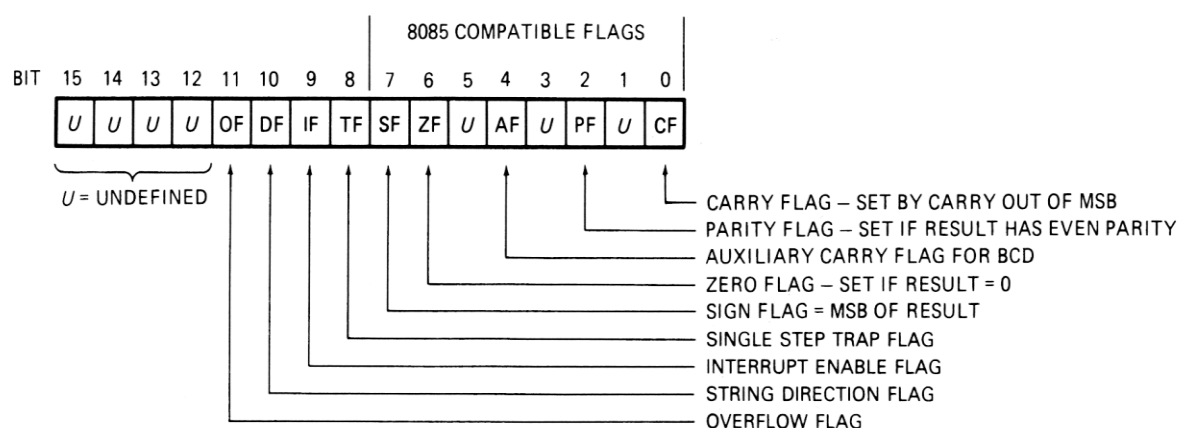 8085 COMPATIBLE FLAGS
BIT 15 14 13 12 11 10 9 8 7 6 5 4 3 2 1 0
U U U U OF DF IF TF SF ZF U AF U PF U CF
U = UNDEFINED
CARRY FLAG – SET BY CARRY OUT OF MSB
PARITY FLAG – SET IF RESULT HAS EVEN PARITY
AUXILIARY CARRY FLAG FOR BCD
ZERO FLAG – SET IF RESULT = 0
SIGN FLAG = MSB OF RESULT
SINGLE STEP TRAP FLAG
INTERRUPT ENABLE FLAG
STRING DIRECTION FLAG
OVERFLOW FLAG